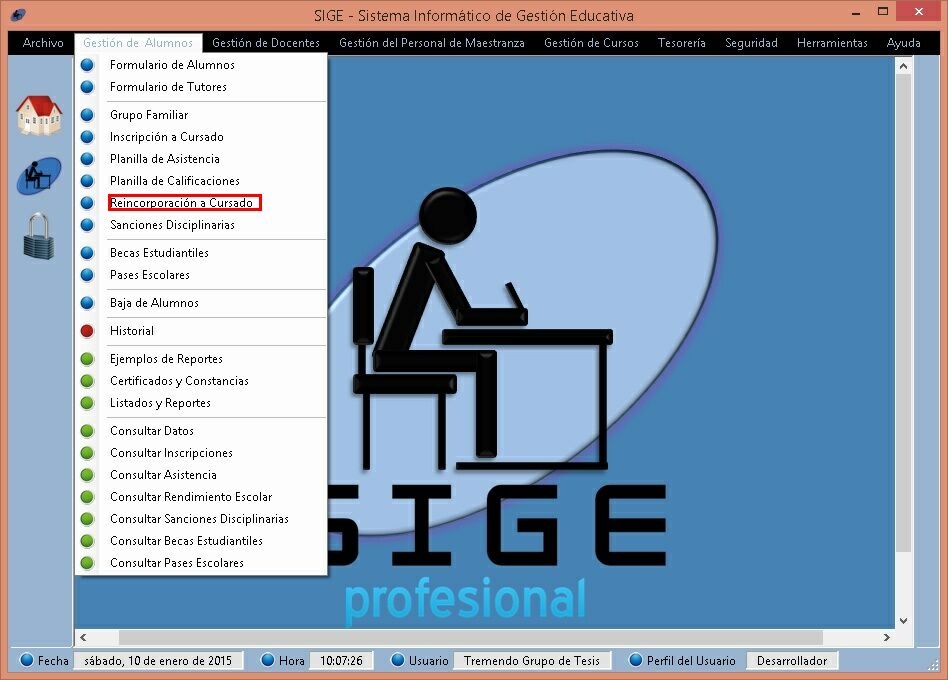 SIGE - Sistema Informático de Gestión Educativa
Archivo Gestión de Alumnos Gestión de Docentes Gestión del Personal de Maestranza Gestión de Cursos Tesorería Seguridad Herramientas Ayuda
Formulario de Alumnos
Formulario de Tutores
Grupo Familiar
Inscripción a Cursado
Planilla de Asistencia
Planilla de Calificaciones
Reincorporación a Cursado
Sanciones Disciplinarias
Becas Estudiantiles
Pases Escolares
Baja de Alumnos
Historial
Ejemplos de Reportes
Certificados y Constancias
Listados y Reportes
Consultar Datos
Consultar Inscripciones
Consultar Asistencia
Consultar Rendimiento Escolar
Consultar Sanciones Disciplinarias
Consultar Becas Estudiantiles
Consultar Pases Escolares
SIGE
profesional
Fecha sábado, 10 de enero de 2015 Hora 10:07:26 Usuario Tremendo Grupo de Tesis Perfil del Usuario Desarrollador